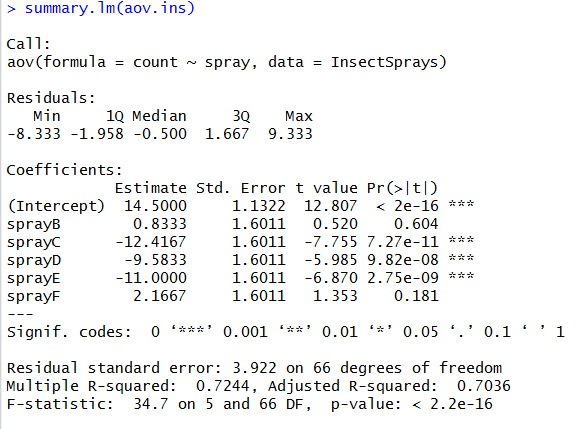 > summary.lm(aov.ins)
Call:
aov(formula = count ~ spray, data = InsectSprays)
Residuals:
   Min     1Q Median     3Q    Max
-8.333 -1.958 -0.500  1.667  9.333
Coefficients:
            Estimate Std. Error t value Pr(>|t|)
(Intercept)  14.5000     1.1322  12.807  < 2e-16 ***
sprayB        0.8333     1.6011   0.520    0.604
sprayC      -12.4167     1.6011  -7.755 7.27e-11 ***
sprayD       -9.5833     1.6011  -5.985 9.82e-08 ***
sprayE      -11.0000     1.6011  -6.870 2.75e-09 ***
sprayF        2.1667     1.6011   1.353    0.181
---
Signif. codes:  0 ‘***’ 0.001 ‘**’ 0.01 ‘*’ 0.05 ‘.’ 0.1 ‘ ’ 1
Residual standard error: 3.922 on 66 degrees of freedom
Multiple R-squared:  0.7244, Adjusted R-squared:  0.7036
F-statistic:  34.7 on 5 and 66 DF,  p-value: < 2.2e-16